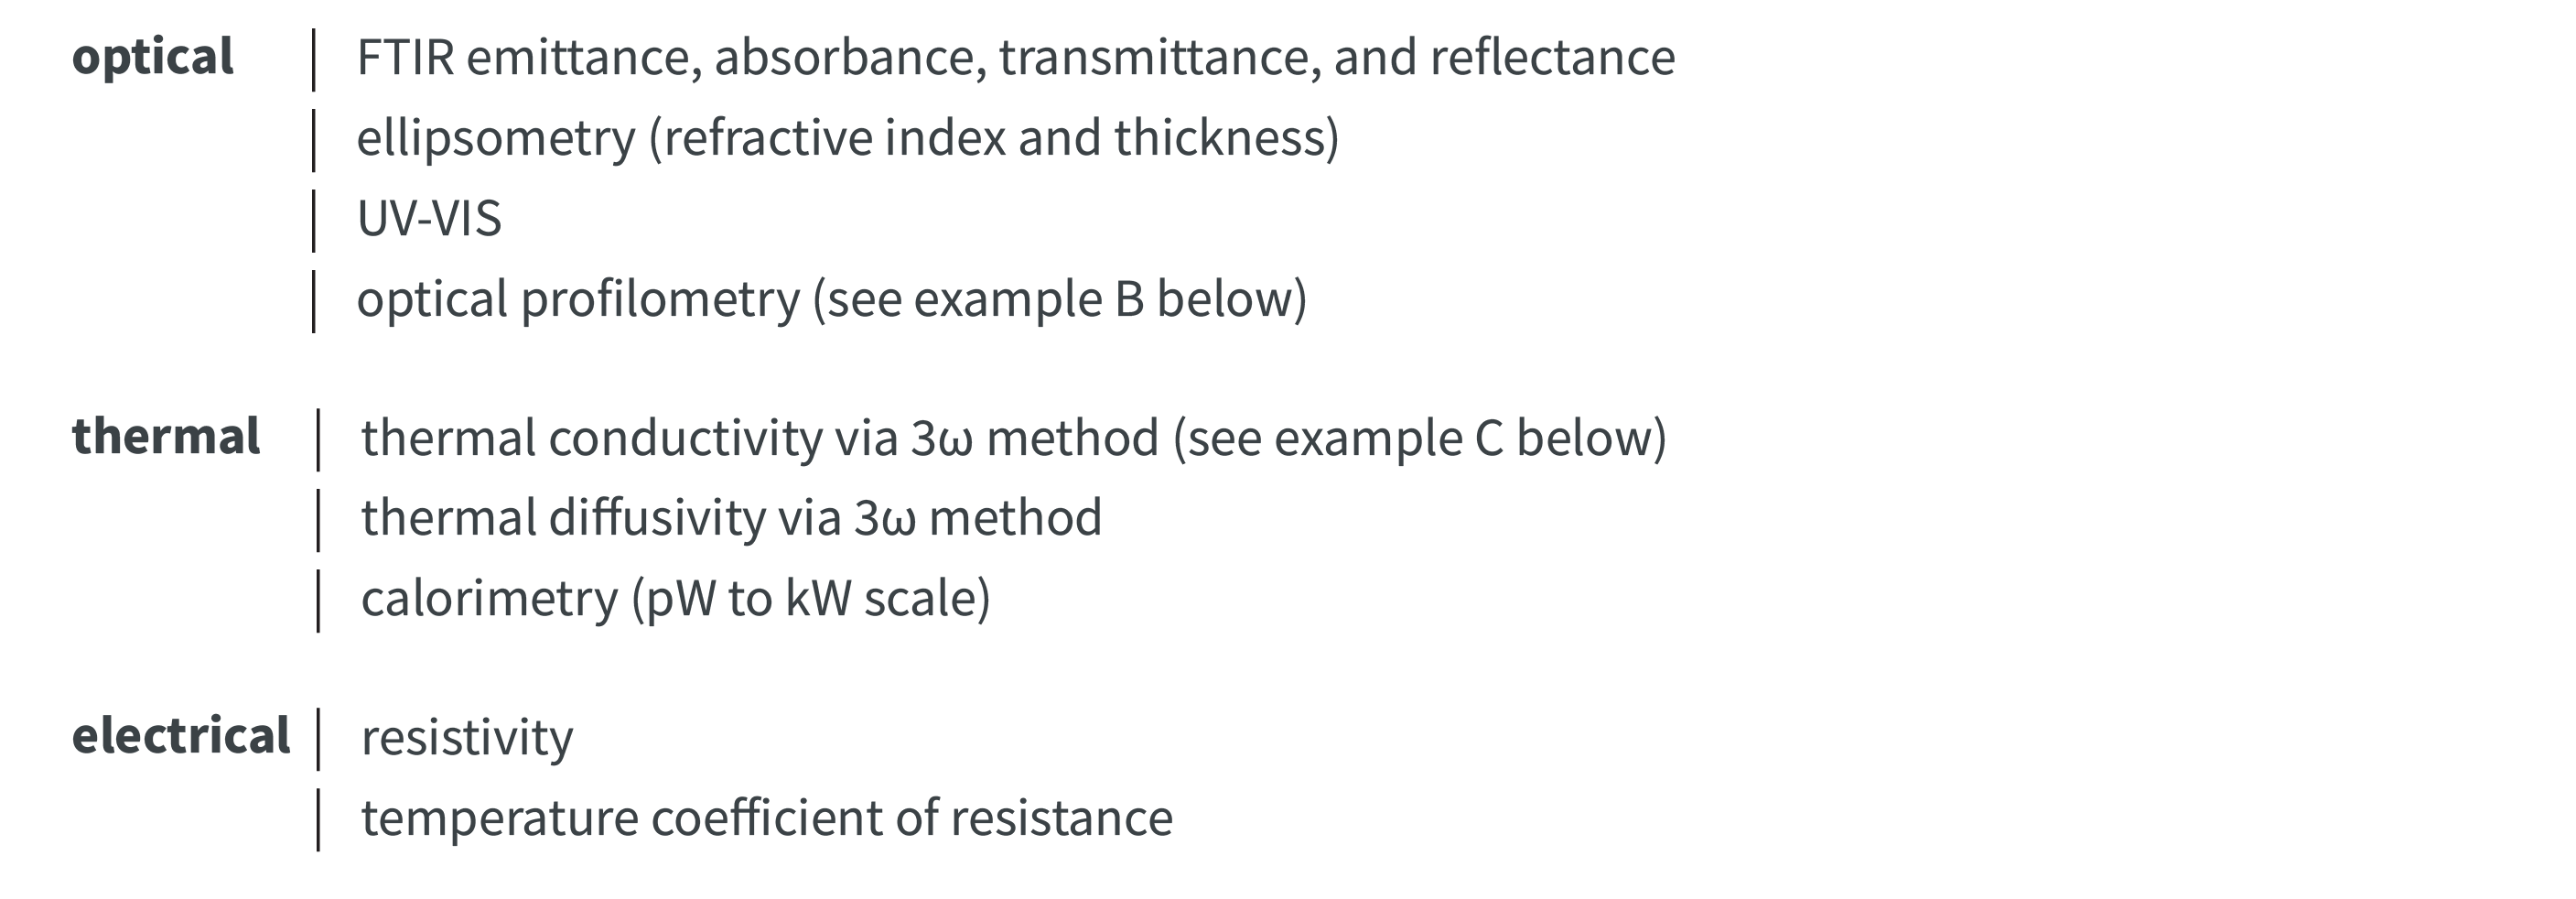 optical | FTIR emittance, absorbance, transmittance, and reflectance
| ellipsometry (refractive index and thickness)
| UV-VIS
| optical profilometry (see example B below)
thermal | thermal conductivity via 3ω method (see example C below)
| thermal diffusivity via 3ω method
| calorimetry (pW to kW scale)
electrical | resistivity
| temperature coefficient of resistance